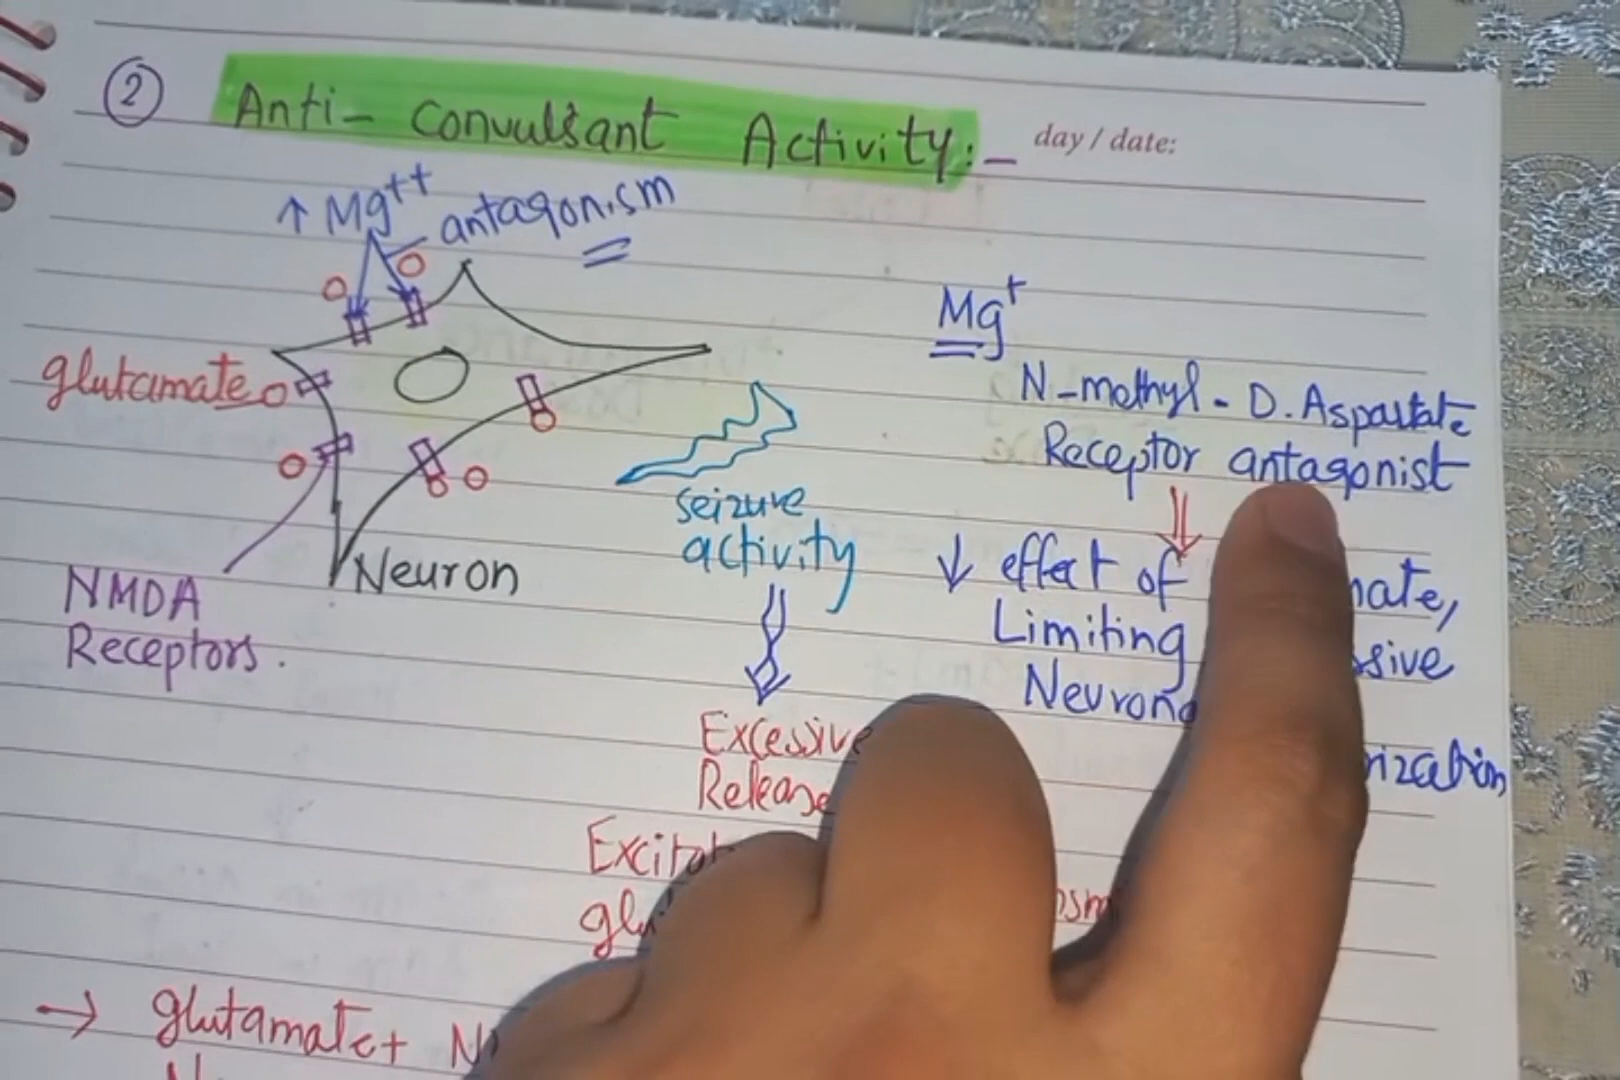 ② Anti- Convulsant Activity:-
day / date:
↑ Mg++ antagonism
glutamate
NMDA
Receptors.
Neuron
seizure
activity
Excessive
Release
Mg+
N-methyl-D.Aspartate
Receptor antagonist
↓ effect of
Limiting
→ glutamate+